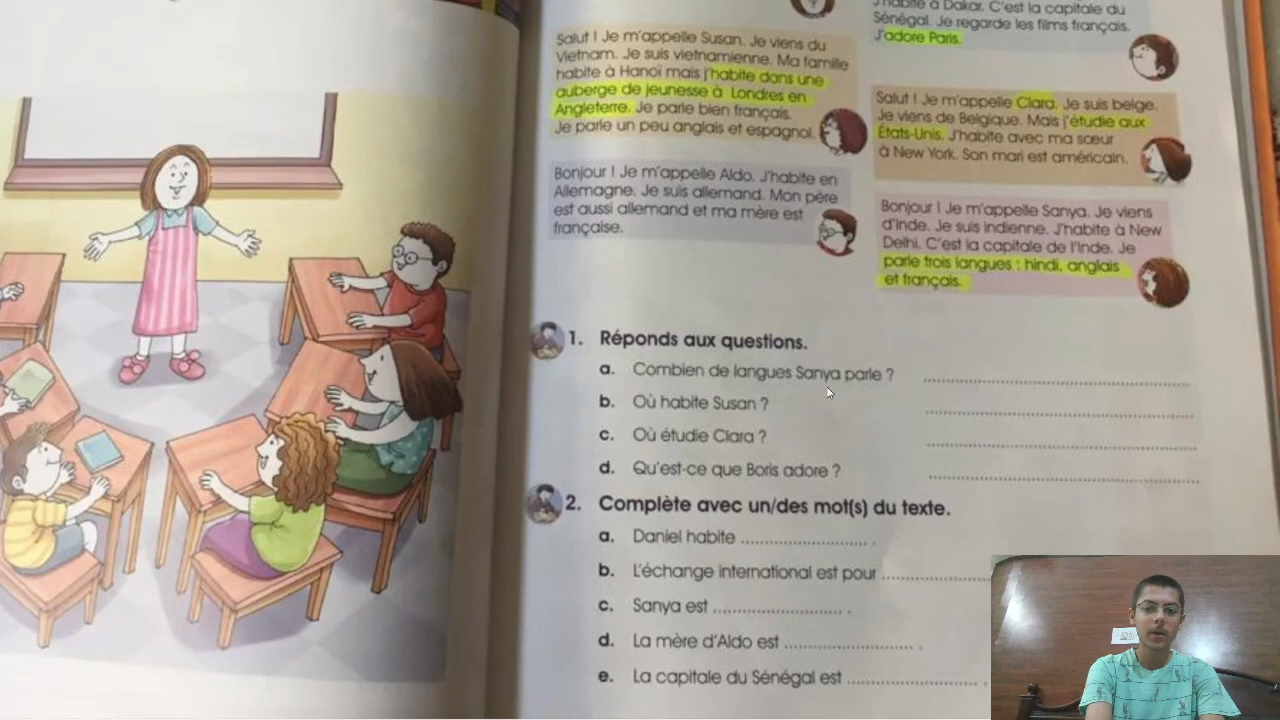 J'habite à Dakar. C'est la capitale du
Sénégal. Je regarde les films français.
J'adore Paris.
Salut ! Je m'appelle Susan. Je viens du
Vietnam. Je suis vietnamienne. Ma famille
habite à Hanoï mais j'habite dans une
auberge de jeunesse à Londres en
Angleterre. Je parle bien français.
Je parle un peu anglais et espagnol.
Salut ! Je m'appelle Clara. Je suis belge.
Je viens de Belgique. Mais j'étudie aux
États-Unis. J'habite avec ma sœur
à New York. Son mari est américain.
Bonjour ! Je m'appelle Aldo. J'habite en
Allemagne. Je suis allemand. Mon père
est aussi allemand et ma mère est
française.
Bonjour ! Je m'appelle Sanya. Je viens
d'Inde. Je suis indienne. J'habite à New
Delhi. C'est la capitale de l'Inde. Je
parle trois langues : hindi, anglais
et français.
1. Réponds aux questions.
a. Combien de langues Sanya parle ?
b. Où habite Susan ?
c. Où étudie Clara ?
d. Qu'est-ce que Boris adore ?
2. Complète avec un/des mot(s) du texte.
a. Daniel habite .................... .
b. L'échange international est pour ....................
c. Sanya est .................... .
d. La mère d'Aldo est .................... .
e. La capitale du Sénégal est .................... .